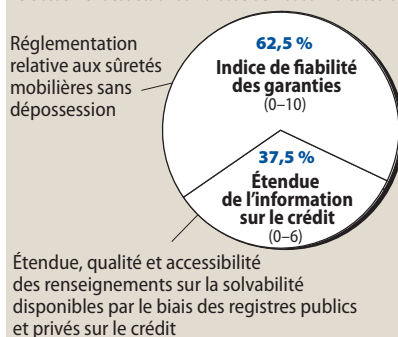 Réglementation
relative aux sûretés
mobilières sans
dépossession
62,5 %
Indice de fiabilité
des garanties
(0–10)
37,5 %
Étendue
de l’information
sur le crédit
(0–6)
Étendue, qualité et accessibilité
des renseignements sur la solvabilité
disponibles par le biais des registres publics
et privés sur le crédit